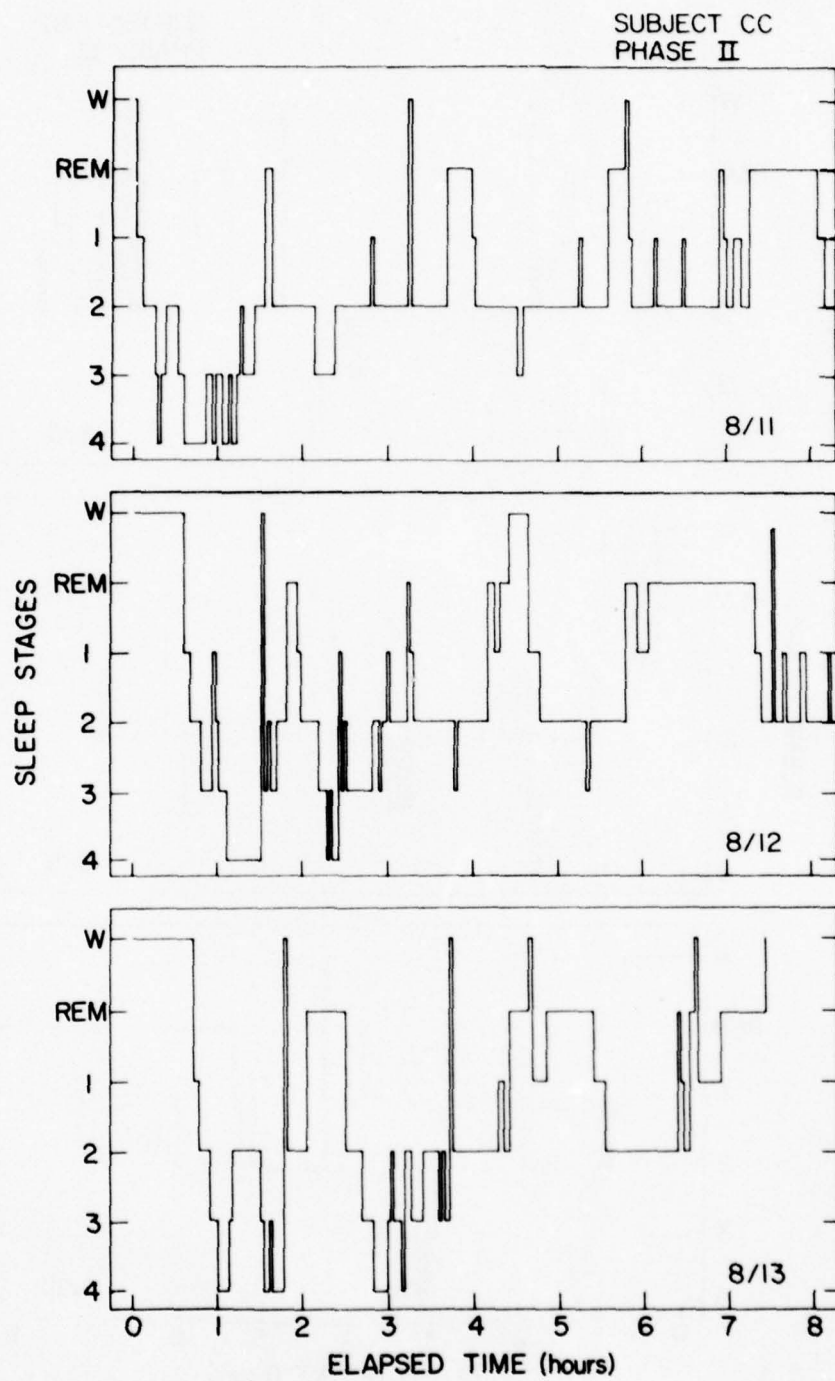 SUBJECT CC
PHASE II
W
REM
1
2
3
4
8/11
W
REM
1
2
3
4
8/12
SLEEP STAGES
W
REM
1
2
3
4
8/13
0 1 2 3 4 5 6 7 8
ELAPSED TIME (hours)